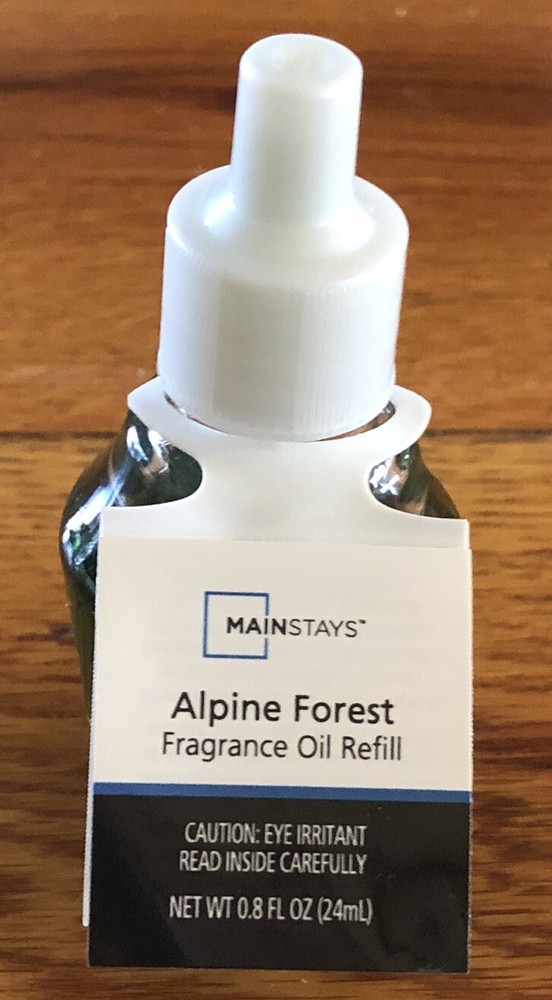 MAINSTAYS™
Alpine Forest
Fragrance Oil Refill
CAUTION: EYE IRRITANT
READ INSIDE CAREFULLY
NET WT 0.8 FL OZ (24mL)